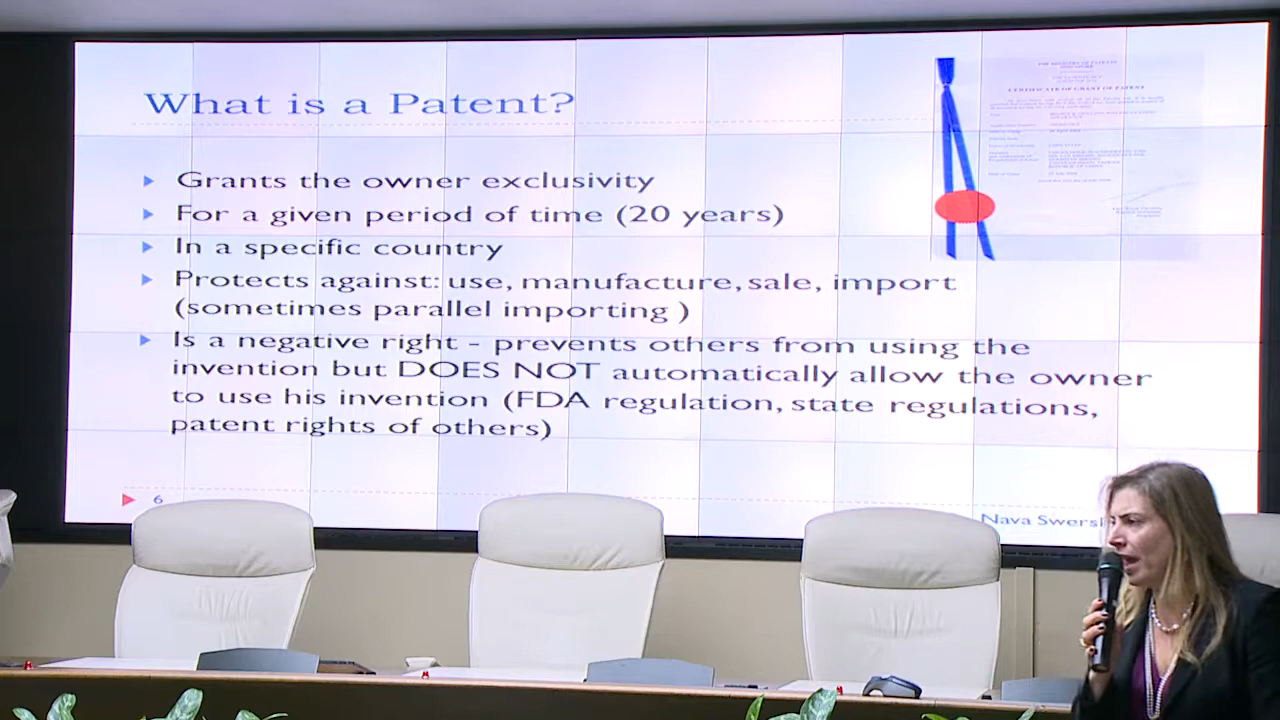 What is a Patent?
CERTIFICATE OF GRANT OF PATENT
Grants the owner exclusivity
For a given period of time (20 years)
In a specific country
Protects against: use, manufacture, sale, import
(sometimes parallel importing )
Is a negative right - prevents others from using the
invention but DOES NOT automatically allow the owner
to use his invention (FDA regulation, state regulations,
patent rights of others)
6
Nava